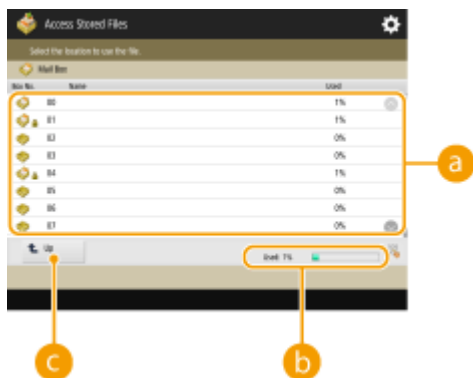 Access Stored Files
Select the location to use the file.
Mail Box
Box No. Name Used
00 1%
01 1%
02 0%
03 0%
04 1%
05 0%
06 0%
07 0%
a
Up
Used 1%
c b